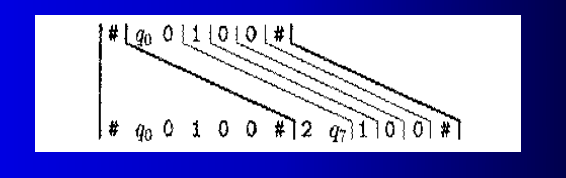 # q₀ 0 1 0 0 #
# q₀ 0 1 0 0 # 2 q₇ 1 0 0 #